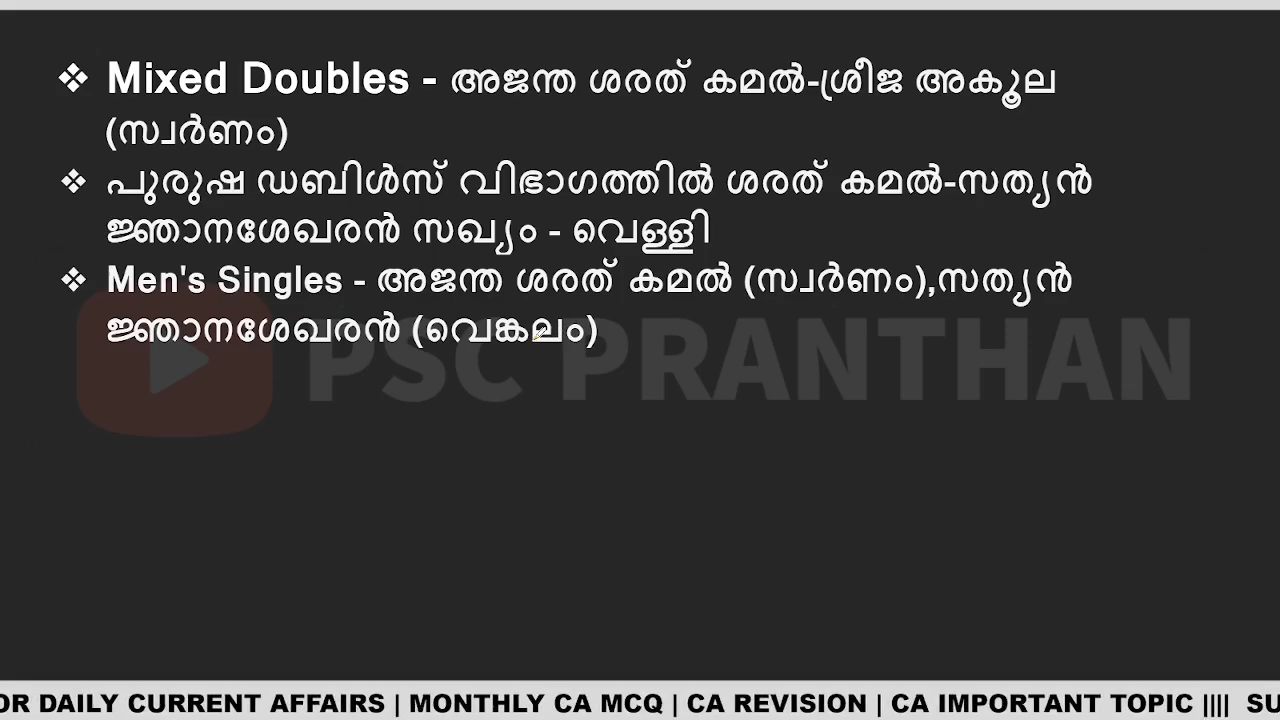 ❖ Mixed Doubles - അജന്ത ശരത് കമൽ-ശ്രീജ അകൂല
(സ്വർണം)
❖ പുരുഷ ഡബിൾസ് വിഭാഗത്തിൽ ശരത് കമൽ-സത്യൻ
ജ്ഞാനശേഖരൻ സഖ്യം - വെള്ളി
❖ Men's Singles - അജന്ത ശരത് കമൽ (സ്വർണം),സത്യൻ
ജ്ഞാനശേഖരൻ (വെങ്കലം)
PSC PRANTHAN
OR DAILY CURRENT AFFAIRS | MONTHLY CA MCQ | CA REVISION | CA IMPORTANT TOPIC |||| SU